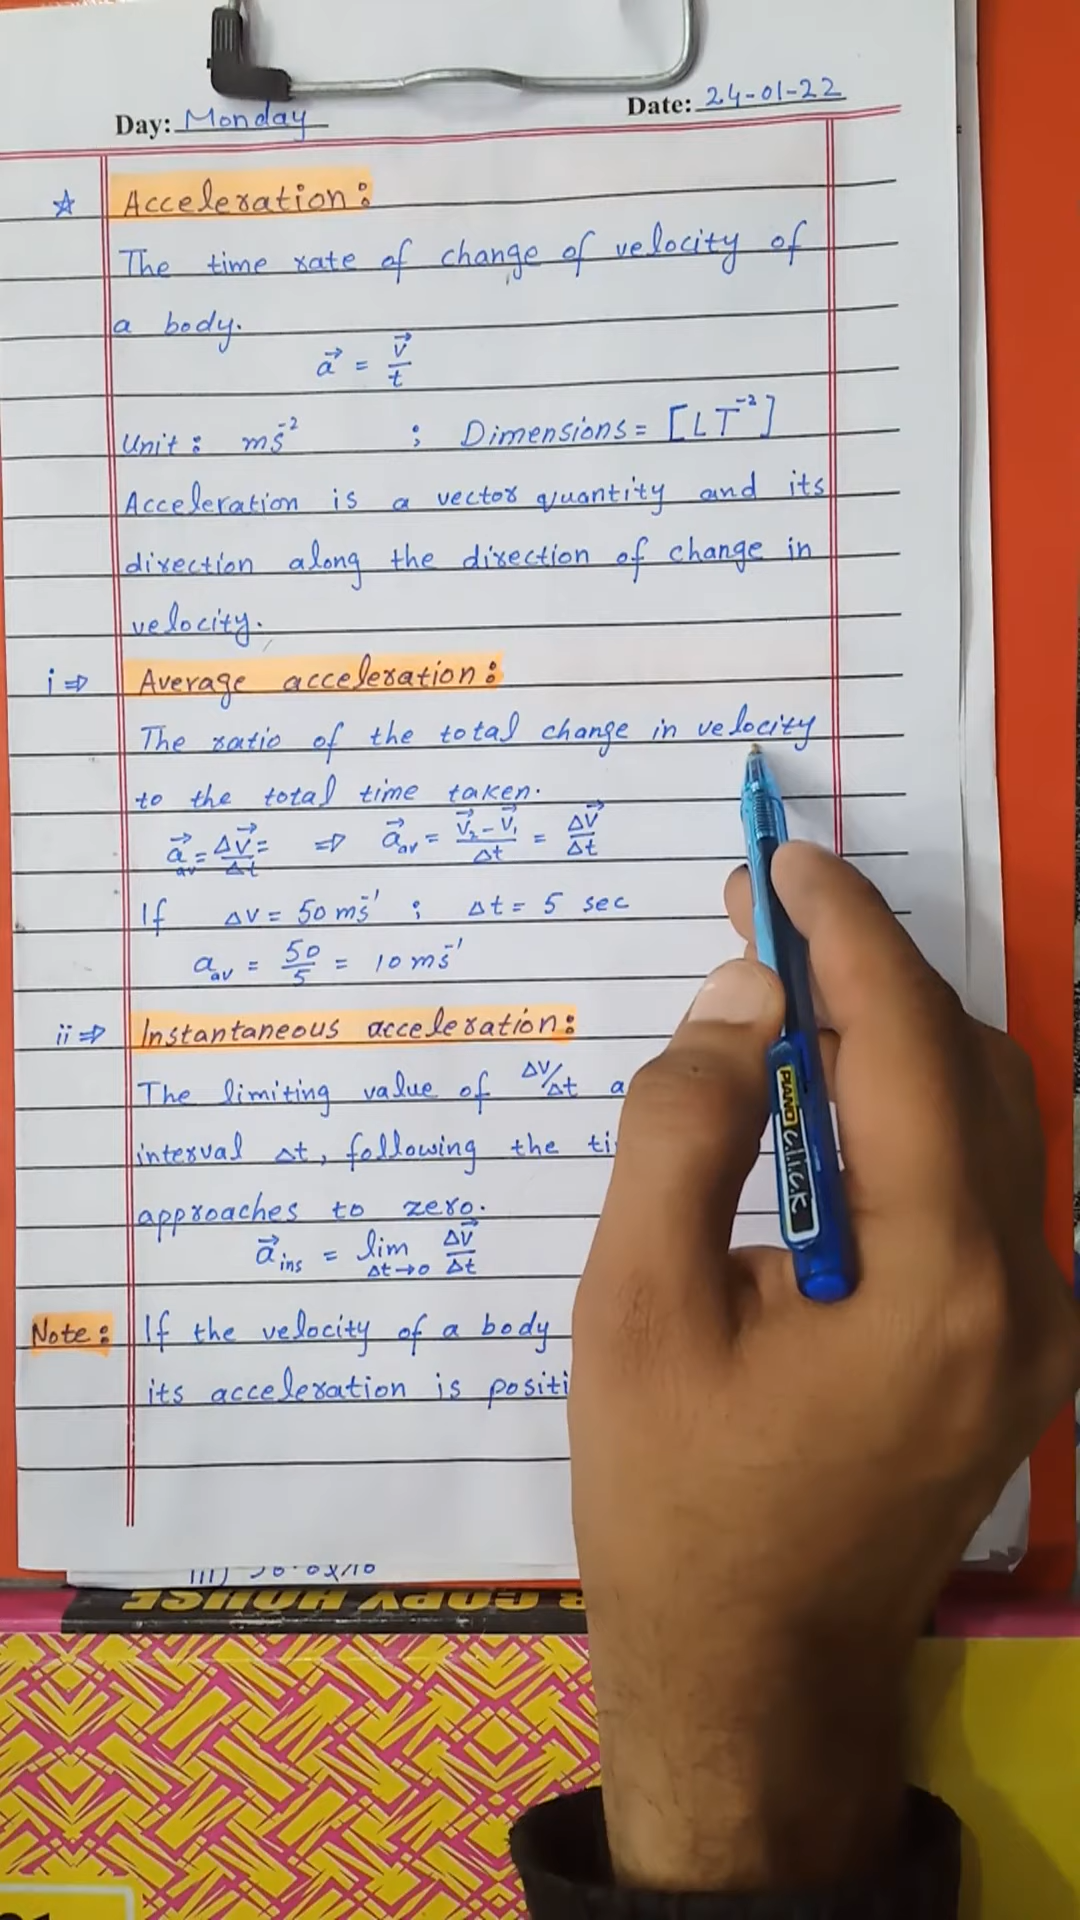 Day: Monday
Date: 24-01-22
☆ Acceleration:
The time rate of change of velocity of
a body.
a⃗ = v⃗/t
Unit: ms⁻² ; Dimensions = [LT⁻²]
Acceleration is a vector quantity and its
direction along the direction of change in
velocity.
i ⇒ Average acceleration:
The ratio of the total change in velocity
to the total time taken.
a⃗av = ΔV⃗/Δt = ⇒ a⃗av = (V⃗₂ - V⃗₁)/Δt = ΔV⃗/Δt
If ΔV = 50 ms⁻¹ ; Δt = 5 sec
aav = 50/5 = 10 ms⁻¹
ii ⇒ Instantaneous acceleration:
The limiting value of ΔV/Δt a
interval Δt, following the ti
approaches to zero.
a⃗ins = lim Δt→0 ΔV⃗/Δt
Note: If the velocity of a body
its acceleration is positi
PIANO click
COPY HOUSE